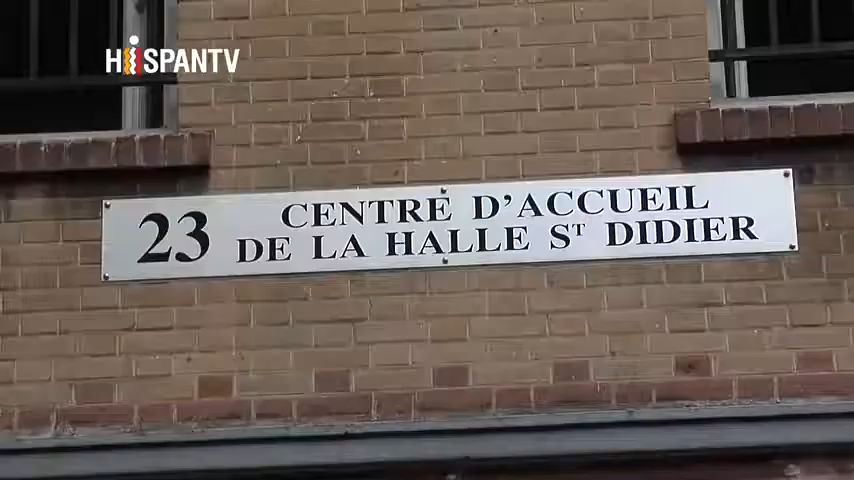 HISPANTV
23 CENTRE D'ACCUEIL
DE LA HALLE ST DIDIER